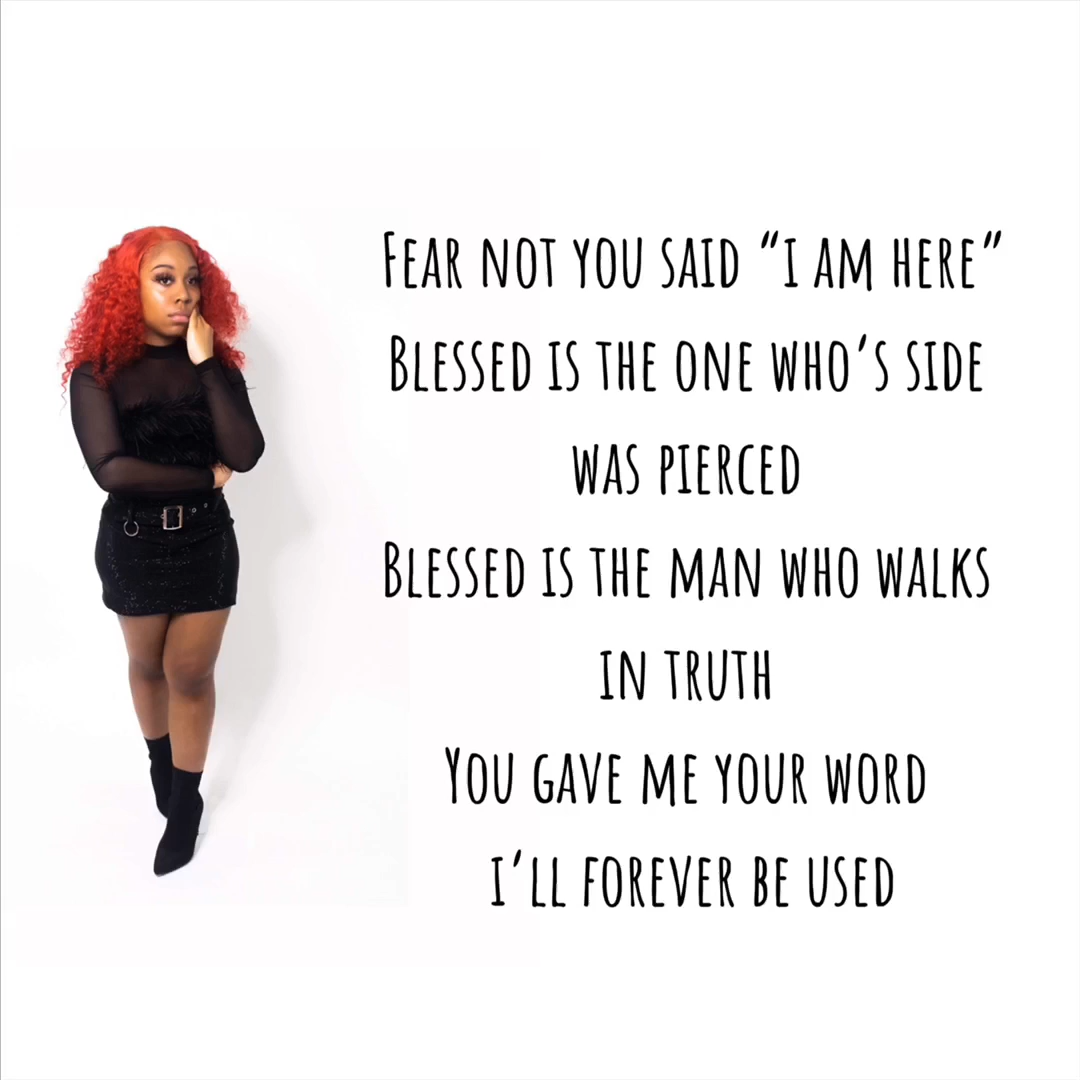 Fear not you said “I am here”
Blessed is the one who’s side
was pierced
Blessed is the man who walks
in truth
You gave me your word
I’ll forever be used